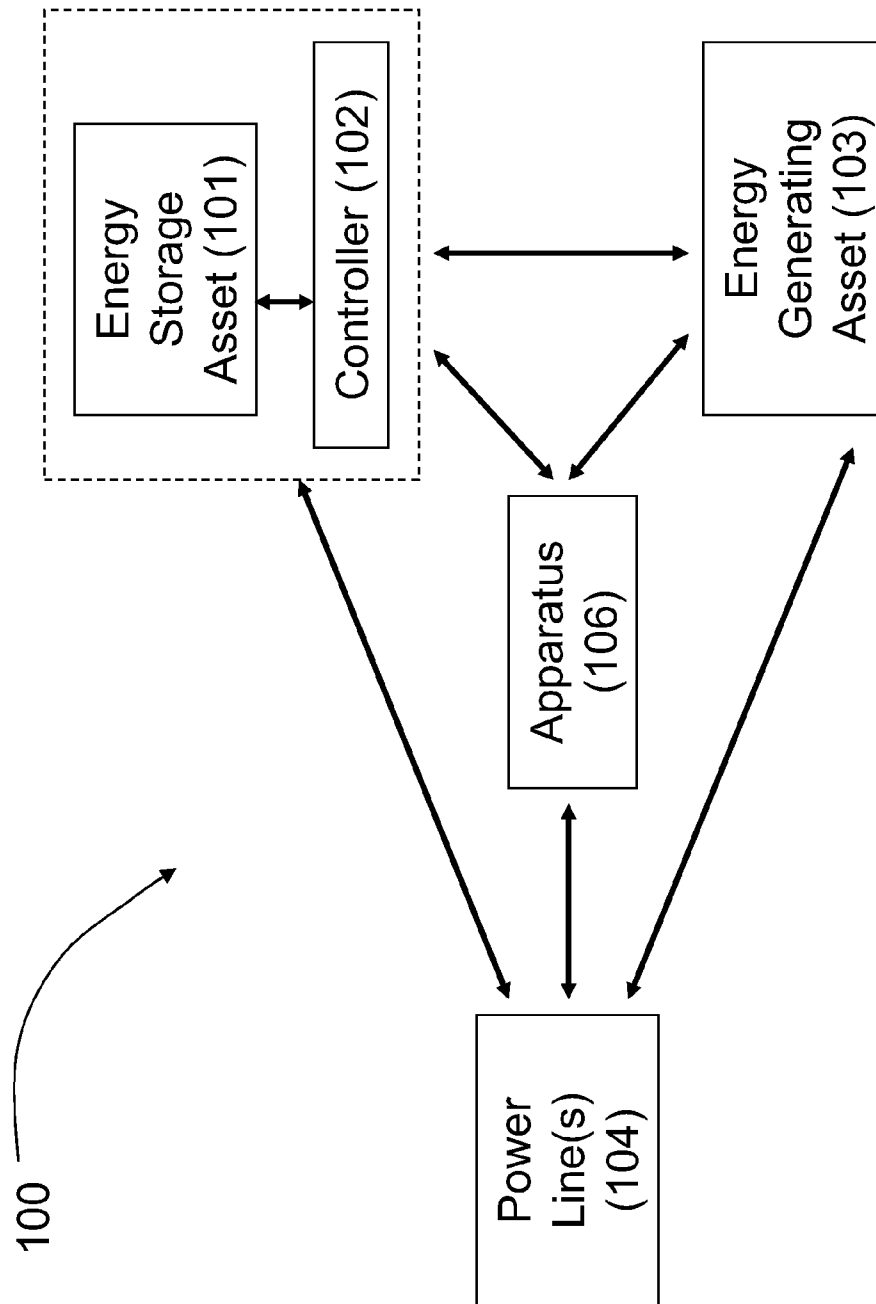 100
Energy
Storage
Asset (101)
Controller (102)
Power
Line(s)
(104)
Apparatus
(106)
Energy
Generating
Asset (103)